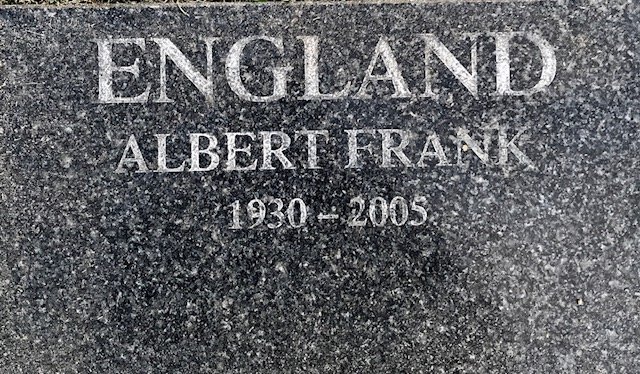 ENGLAND
ALBERT FRANK
1930 – 2005